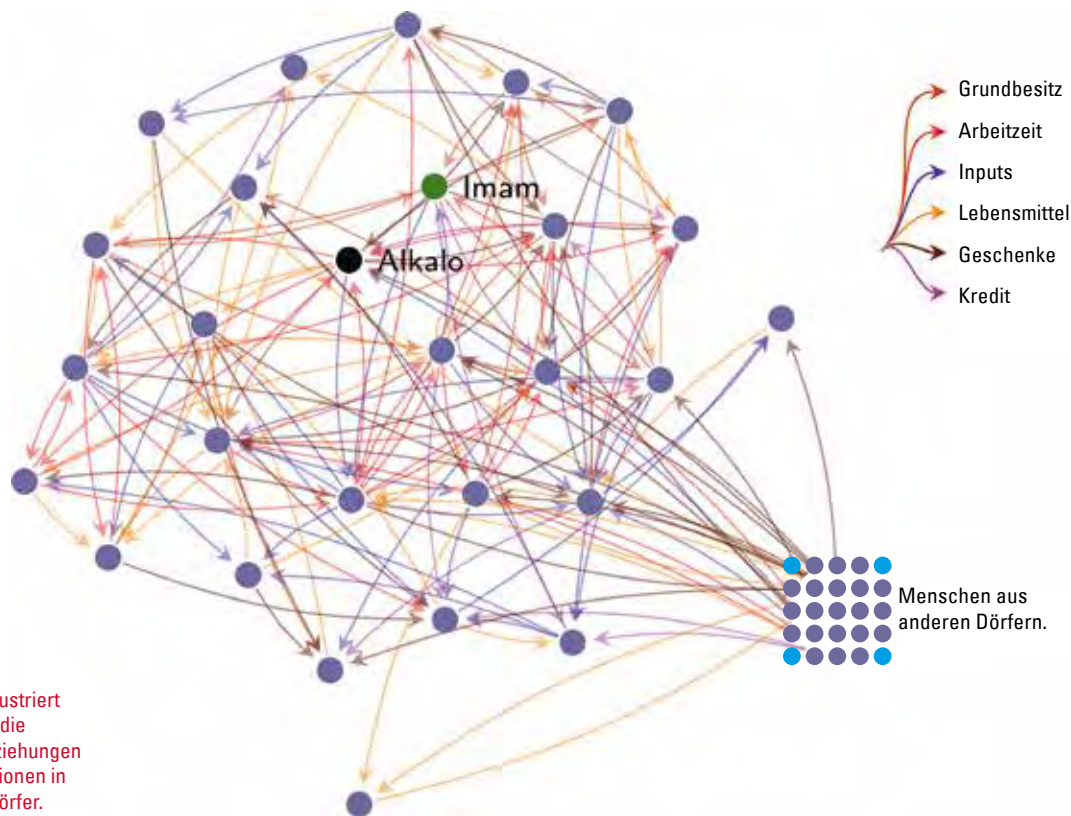 Grundbesitz
Arbeitzeit
Inputs
Lebensmittel
Geschenke
Kredit
Imam
Alkalo
Menschen aus
anderen Dörfern.
ustriert
die
ziehungen
ionen in
örfer.